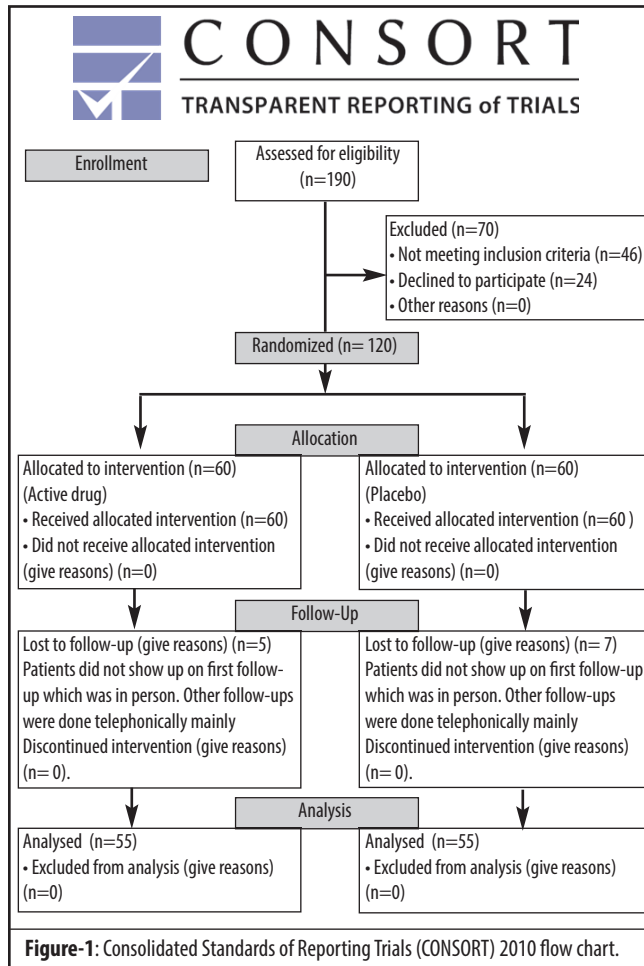 CONSORT
TRANSPARENT REPORTING of TRIALS
Enrollment
Assessed for eligibility
(n=190)
Excluded (n=70)
• Not meeting inclusion criteria (n=46)
• Declined to participate (n=24)
• Other reasons (n=0)
Randomized (n= 120)
Allocation
Allocated to intervention (n=60)
(Active drug)
• Received allocated intervention (n=60)
• Did not receive allocated intervention
(give reasons) (n=0)
Allocated to intervention (n=60)
(Placebo)
• Received allocated intervention (n=60 )
• Did not receive allocated intervention
(give reasons) (n=0)
Follow-Up
Lost to follow-up (give reasons) (n=5)
Patients did not show up on first follow-
up which was in person. Other follow-ups
were done telephonically mainly
Discontinued intervention (give reasons)
(n= 0).
Lost to follow-up (give reasons) (n= 7)
Patients did not show up on first follow-up
which was in person. Other follow-ups
were done telephonically mainly
Discontinued intervention (give reasons)
(n= 0).
Analysis
Analysed (n=55)
• Excluded from analysis (give reasons)
(n=0)
Analysed (n=55)
• Excluded from analysis (give reasons)
(n=0)
Figure-1: Consolidated Standards of Reporting Trials (CONSORT) 2010 flow chart.